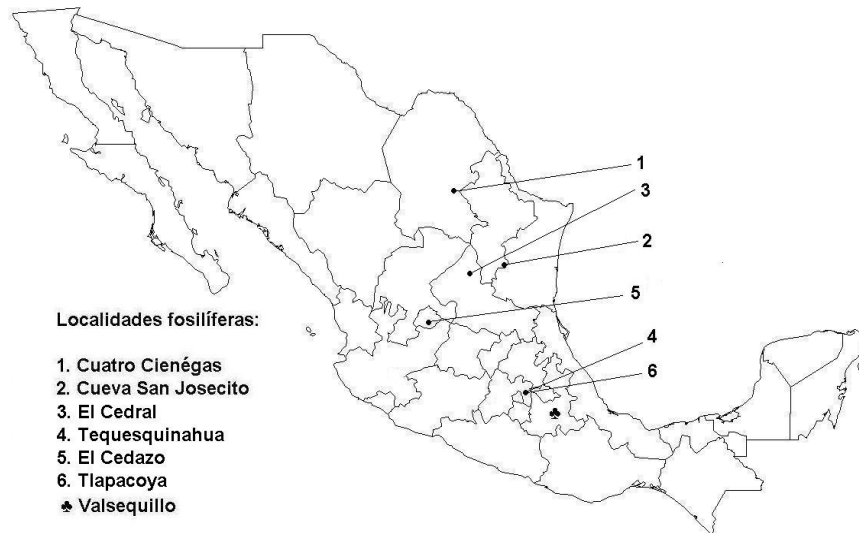 1
3
2
5
4
6
Localidades fosilíferas:
1. Cuatro Cienégas
2. Cueva San Josecito
3. El Cedral
4. Tequesquinahua
5. El Cedazo
6. Tlapacoya
♣ Valsequillo